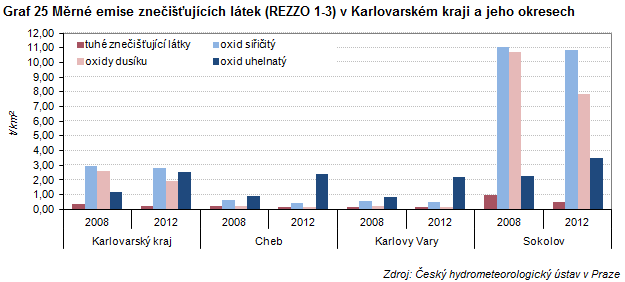 Graf 25 Měrné emise znečišťujících látek (REZZO 1-3) v Karlovarském kraji a jeho okresech
tuhé znečišťující látky
oxid siřičitý
oxidy dusíku
oxid uhelnatý
12,00
11,00
10,00
9,00
8,00
7,00
6,00
5,00
4,00
3,00
2,00
1,00
0,00
t/km²
2008 2012 2008 2012 2008 2012 2008 2012
Karlovarský kraj Cheb Karlovy Vary Sokolov
Zdroj: Český hydrometeorologický ústav v Praze